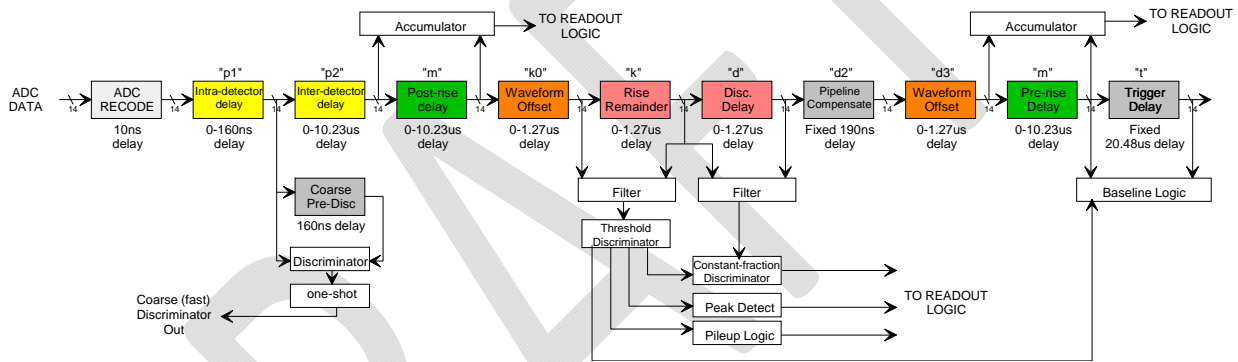 Accumulator
TO READOUT
LOGIC
Accumulator
TO READOUT
LOGIC
"p1"
"p2"
"m"
"k0"
"k"
"d"
"d2"
"d3"
"m"
"t"
ADC
DATA
14
ADC
RECODE
Intra-detector
delay
14
Inter-detector
delay
14
Post-rise
delay
14
Waveform
Offset
14
Rise
Remainder
14
Disc.
Delay
14
Pipeline
Compensate
14
Waveform
Offset
14
Pre-rise
Delay
14
Trigger
Delay
14
10ns
delay
0-160ns
delay
0-10.23us
delay
0-10.23us
delay
0-1.27us
delay
0-1.27us
delay
0-1.27us
delay
Fixed 190ns
delay
0-1.27us
delay
0-10.23us
delay
Fixed
20.48us delay
Coarse
Pre-Disc
160ns delay
Filter
Filter
Baseline Logic
Threshold
Discriminator
Discriminator
Constant-fraction
Discriminator
one-shot
Coarse (fast)
Discriminator
Out
Peak Detect
TO READOUT
LOGIC
Pileup Logic
DRAFT